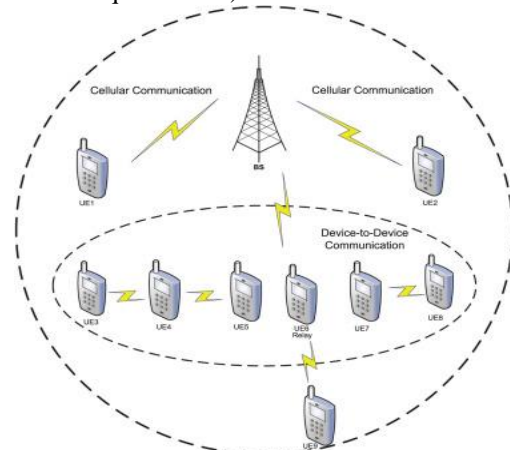 Cellular Communication
Cellular Communication
BS
UE1
UE2
Device-to-Device
Communication
UE3
UE4
UE5
UE6
Relay
UE7
UE8
UE9